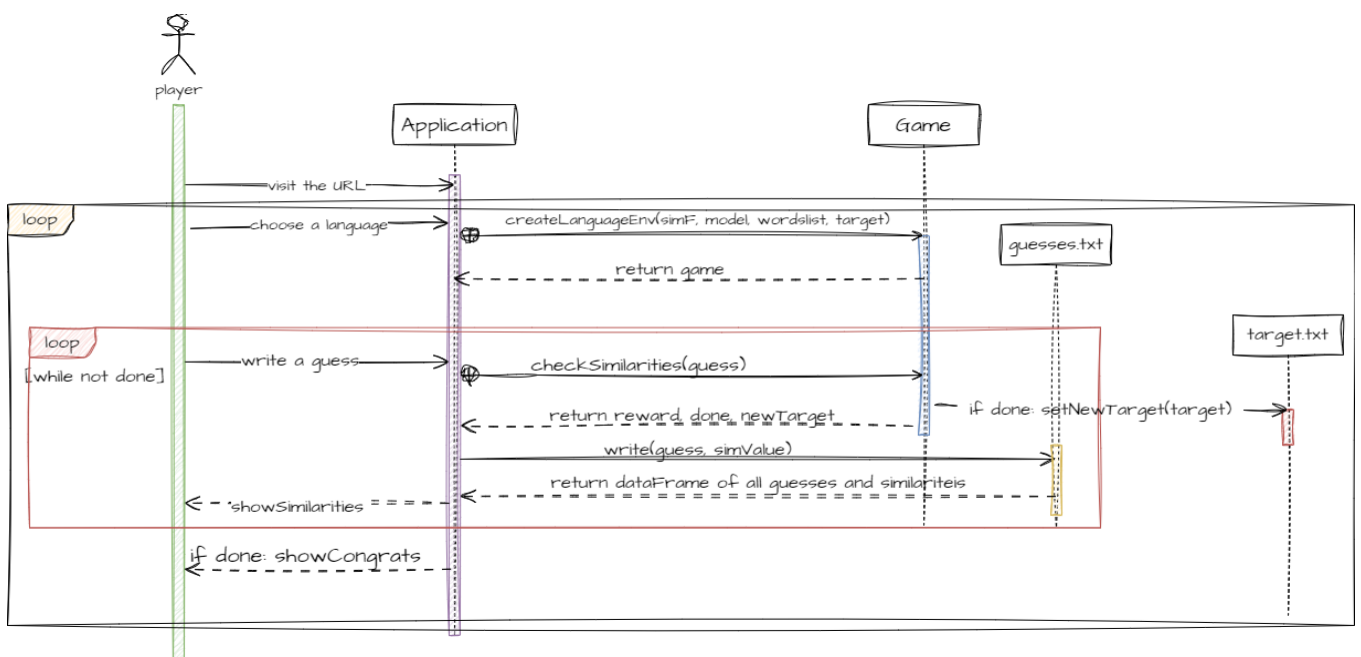 player
Application
Game
visit the URL
loop
choose a language
createLanguageEnv(simF, model, wordslist, target)
guesses.txt
return game
loop
target.txt
[while not done]
write a guess
checkSimilarities(guess)
if done: setNewTarget(target)
return reward, done, newTarget
write(guess, simValue)
return dataFrame of all guesses and similariteis
showSimilarities
if done: showCongrats